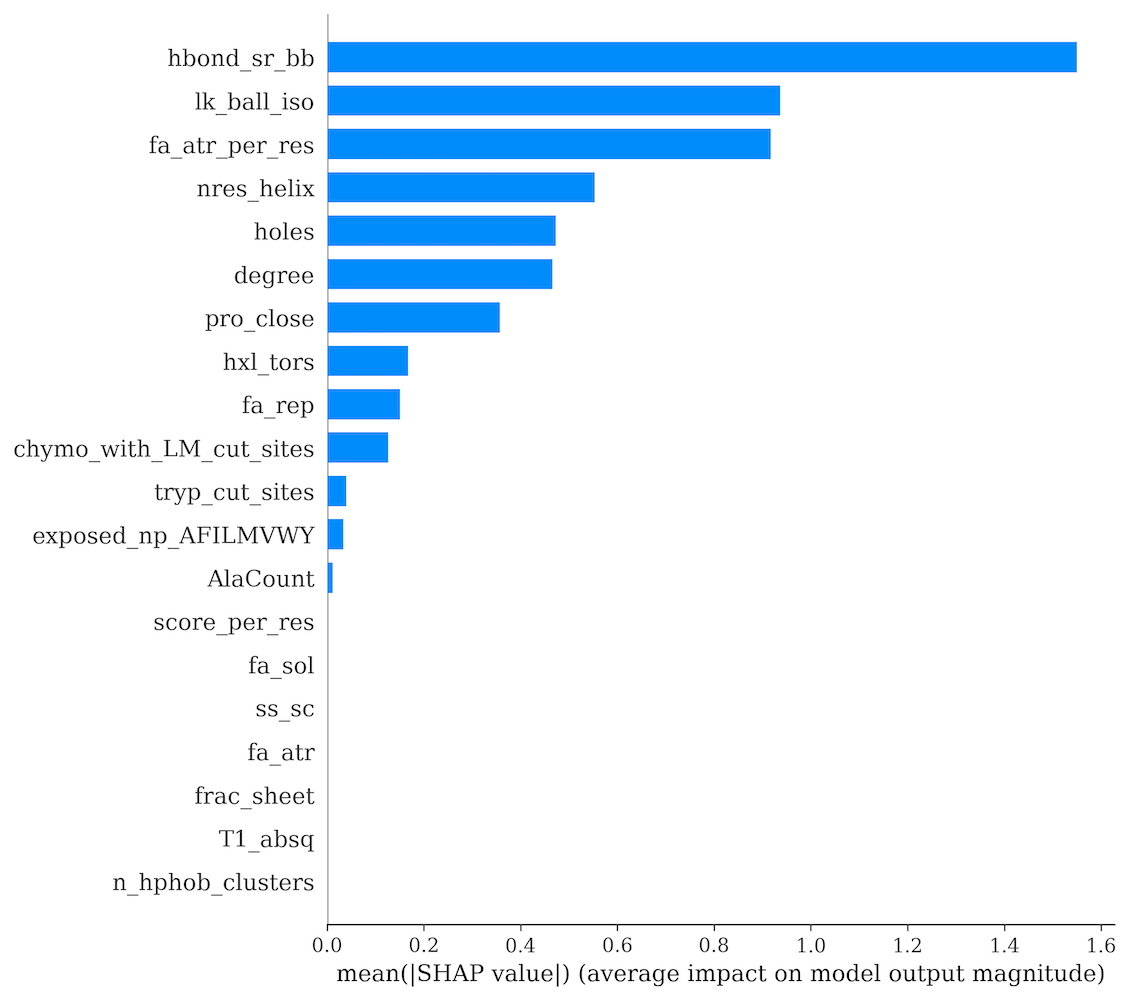 hbond_sr_bb
lk_ball_iso
fa_atr_per_res
nres_helix
holes
degree
pro_close
hxl_tors
fa_rep
chymo_with_LM_cut_sites
tryp_cut_sites
exposed_np_AFILMVWY
AlaCount
score_per_res
fa_sol
ss_sc
fa_atr
frac_sheet
T1_absq
n_hphob_clusters
0.0 0.2 0.4 0.6 0.8 1.0 1.2 1.4 1.6
mean(|SHAP value|) (average impact on model output magnitude)